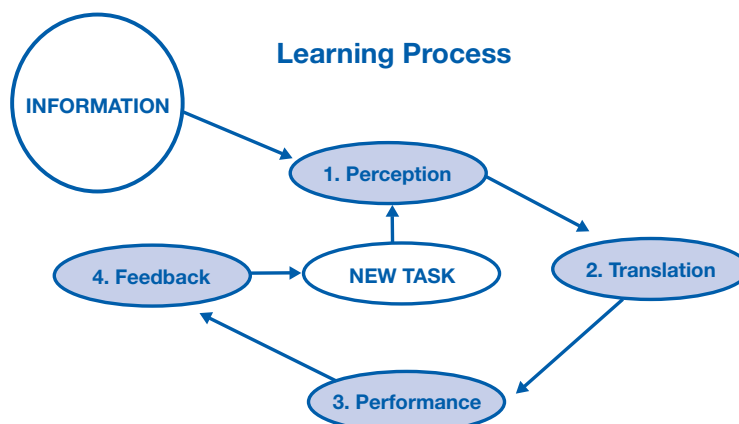 Learning Process
INFORMATION
1. Perception
2. Translation
3. Performance
4. Feedback
NEW TASK